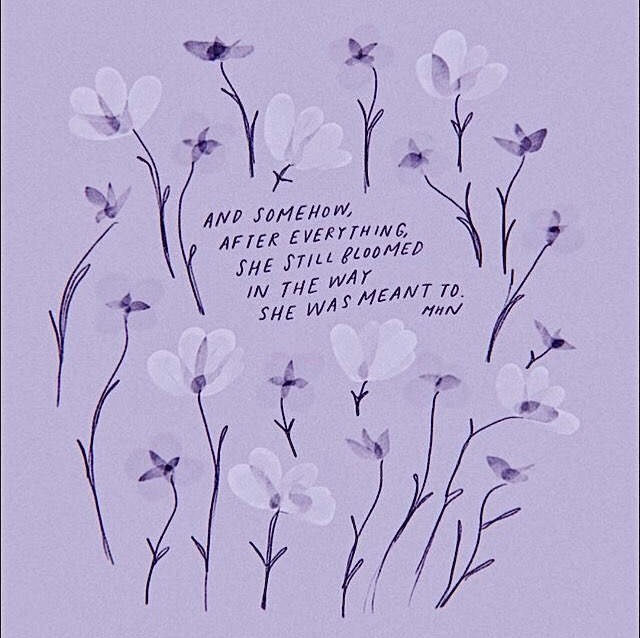 AND SOMEHOW,
AFTER EVERYTHING,
SHE STILL BLOOMED
IN THE WAY
SHE WAS MEANT TO.
MHN